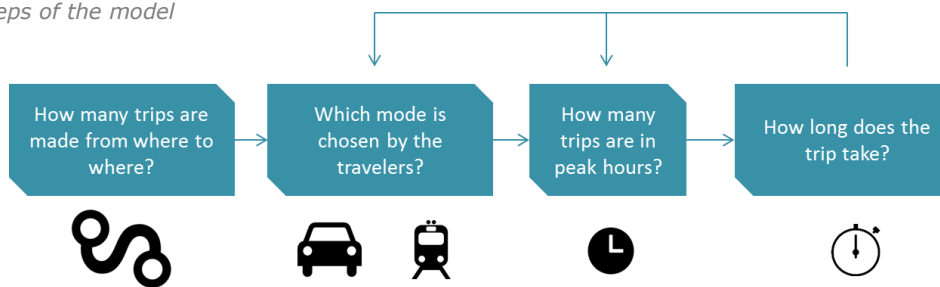 of the model
How many trips are
made from where to
where?
Which mode is
chosen by the
travelers?
How many
trips are in
peak hours?
How long does the
trip take?